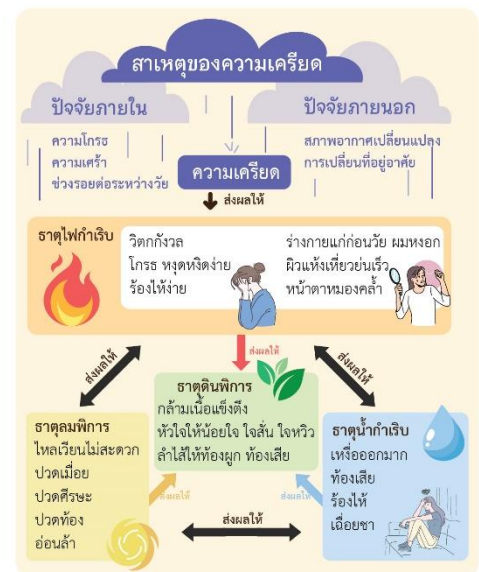 สาเหตุของความเครียด
ปัจจัยภายใน
ความโกรธ
ความเศร้า
ช่วงรอยต่อระหว่างวัย
ปัจจัยภายนอก
สภาพอากาศเปลี่ยนแปลง
การเปลี่ยนที่อยู่อาศัย
ความเครียด
ส่งผลให้
ธาตุไฟกำเริบ
วิตกกังวล
โกรธ หงุดหงิดง่าย
ร้องไห้ง่าย
ร่างกายแก่ก่อนวัย ผมหงอก
ผิวแห้งเหี่ยวย่นเร็ว
หน้าตาหมองคล้ำ
ส่งผลให้
ส่งผลให้
ส่งผลให้
ธาตุดินพิการ
กล้ามเนื้อแข็งตึง
หัวใจให้น้อยใจ ใจสั่น ใจหวิว
ลำไส้ให้ท้องผูก ท้องเสีย
ธาตุลมพิการ
ไหลเวียนไม่สะดวก
ปวดเมื่อย
ปวดศีรษะ
ปวดท้อง
อ่อนล้า
ส่งผลให้
ส่งผลให้
ส่งผลให้
ธาตุน้ำกำเริบ
เหงื่อออกมาก
ท้องเสีย
ร้องไห้
เฉื่อยชา